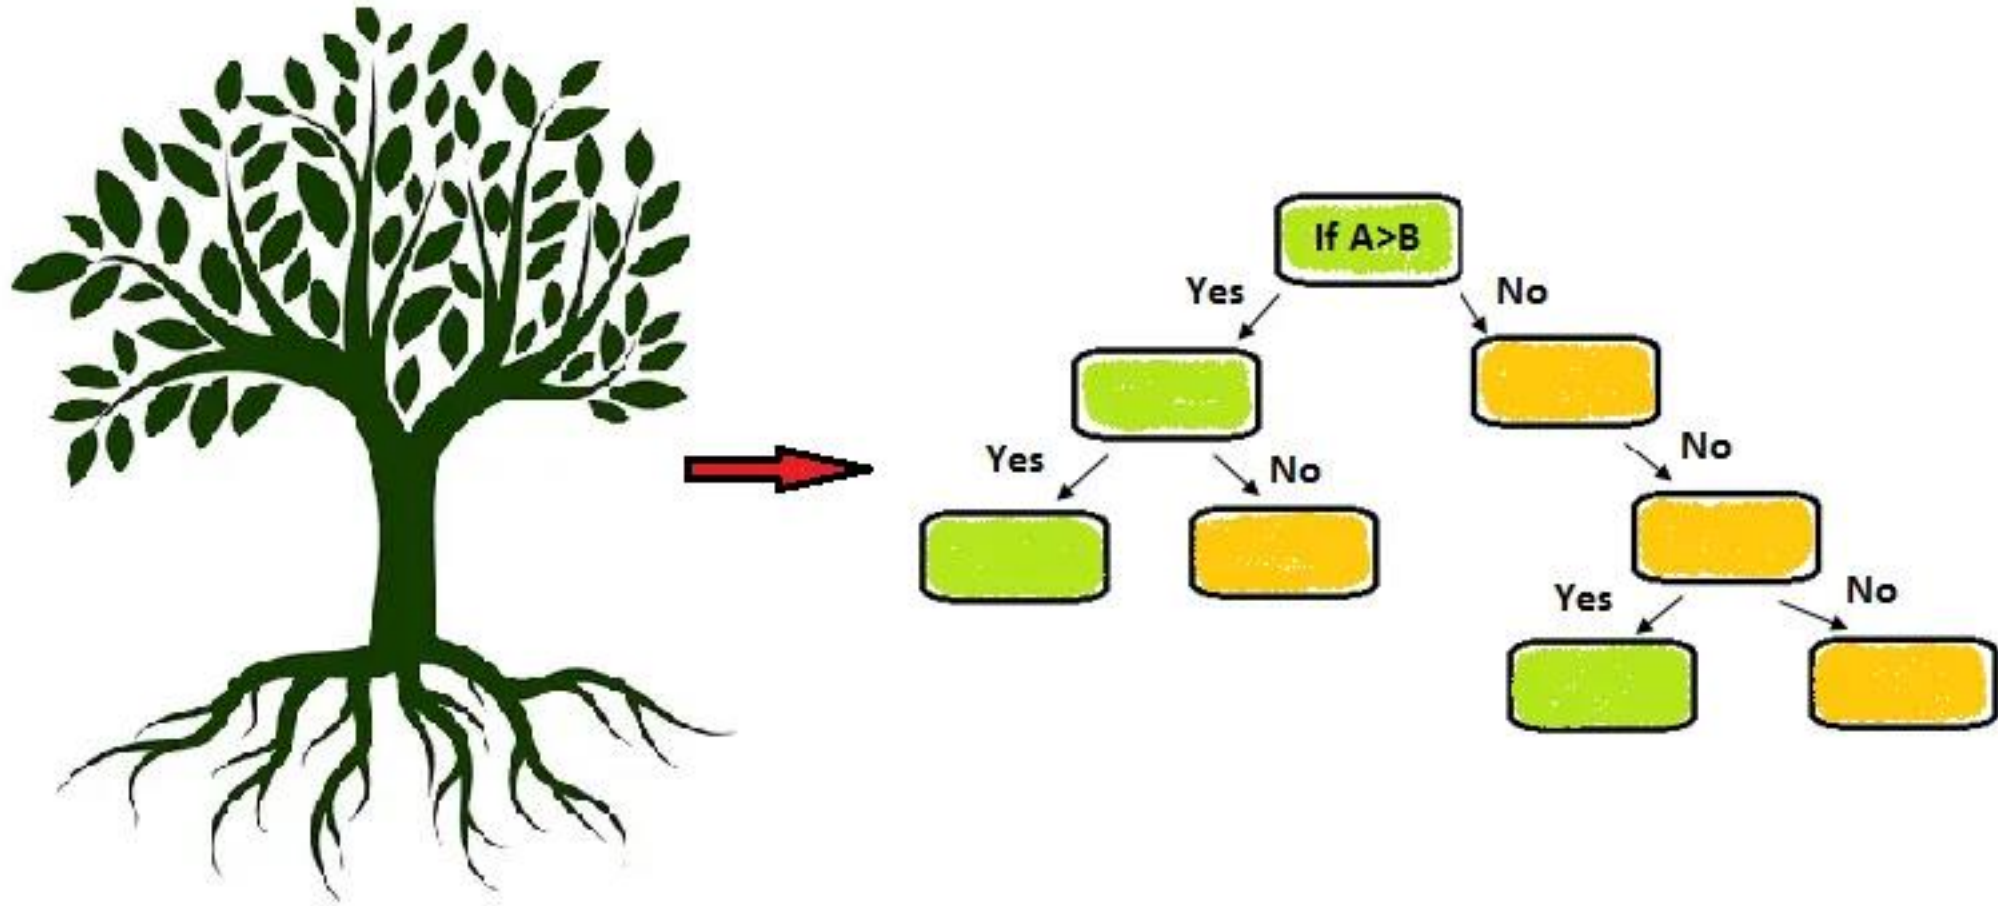 If A>B
Yes
No
Yes
No
No
Yes
No